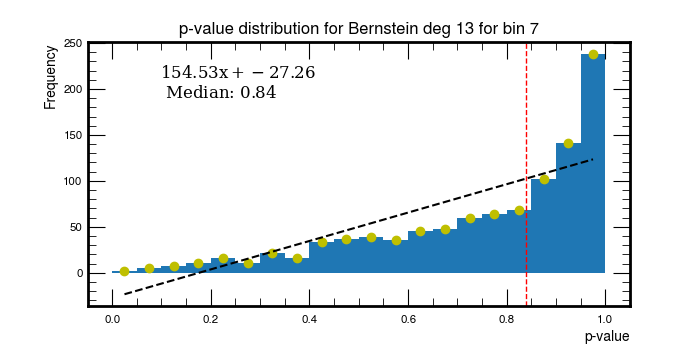 p-value distribution for Bernstein deg 13 for bin 7
Frequency
250
200
150
100
50
0
154.53x + −27.26
Median: 0.84
0.0 0.2 0.4 0.6 0.8 1.0
p-value